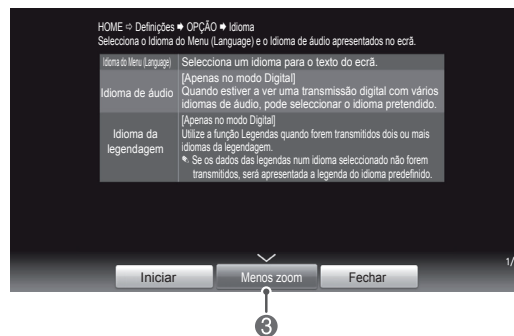 HOME ⇨ Definições ➡ OPÇÃO ➡ Idioma
Selecciona o Idioma do Menu (Language) e o Idioma de áudio apresentados no ecrã.
Idioma do Menu (Language) Selecciona um idioma para o texto do ecrã.
Idioma de áudio
[Apenas no modo Digital]
Quando estiver a ver uma transmissão digital com vários
idiomas de áudio, pode seleccionar o idioma pretendido.
Idioma da
legendagem
[Apenas no modo Digital]
Utilize a função Legendas quando forem transmitidos dois ou mais
idiomas da legendagem.
Se os dados das legendas num idioma seleccionado não forem
transmitidos, será apresentada a legenda do idioma predefinido.
1/
Iniciar Menos zoom Fechar
3